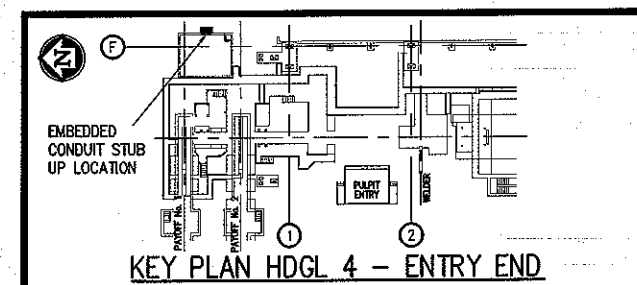 N
F
EMBEDDED
CONDUIT STUB
UP LOCATION
PAYOFF No. 1
PAYOFF No. 2
PULPIT
ENTRY
WELDER
1
2
KEY PLAN HDGL 4 - ENTRY END